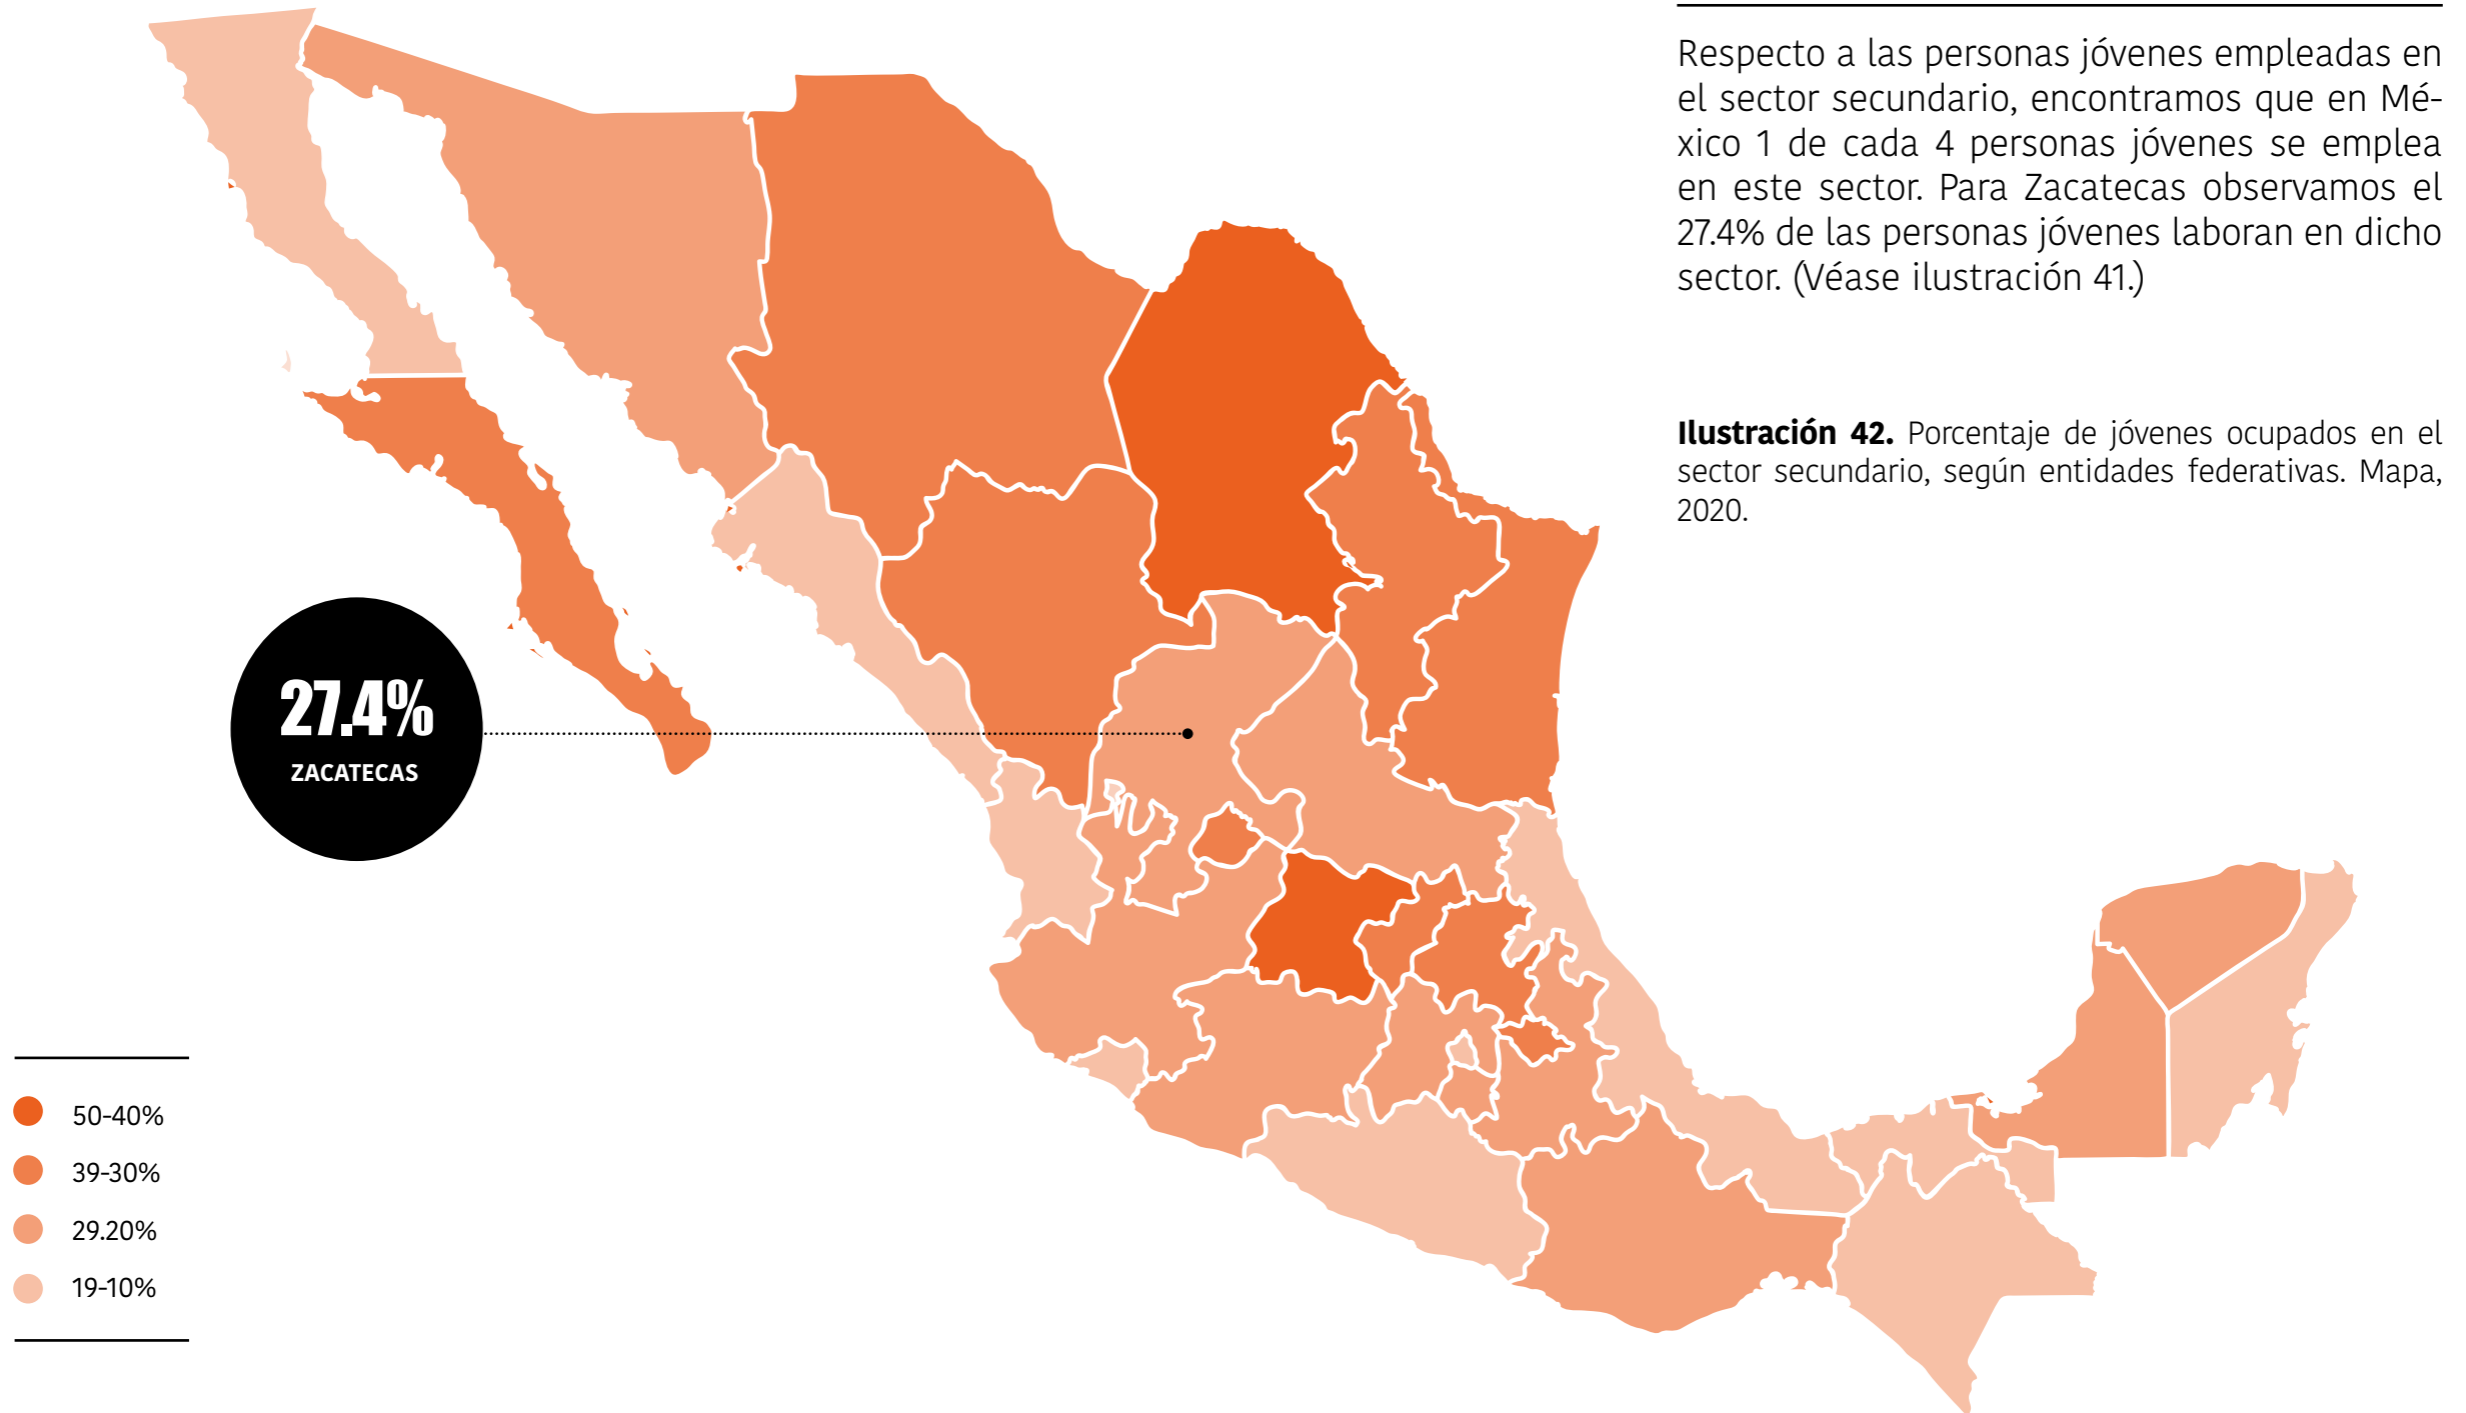 Respecto a las personas jóvenes empleadas en
el sector secundario, encontramos que en Mé-
xico 1 de cada 4 personas jóvenes se emplea
en este sector. Para Zacatecas observamos el
27.4% de las personas jóvenes laboran en dicho
sector. (Véase ilustración 41.)
Ilustración 42. Porcentaje de jóvenes ocupados en el
sector secundario, según entidades federativas. Mapa,
2020.
27.4%
ZACATECAS
50-40%
39-30%
29.20%
19-10%